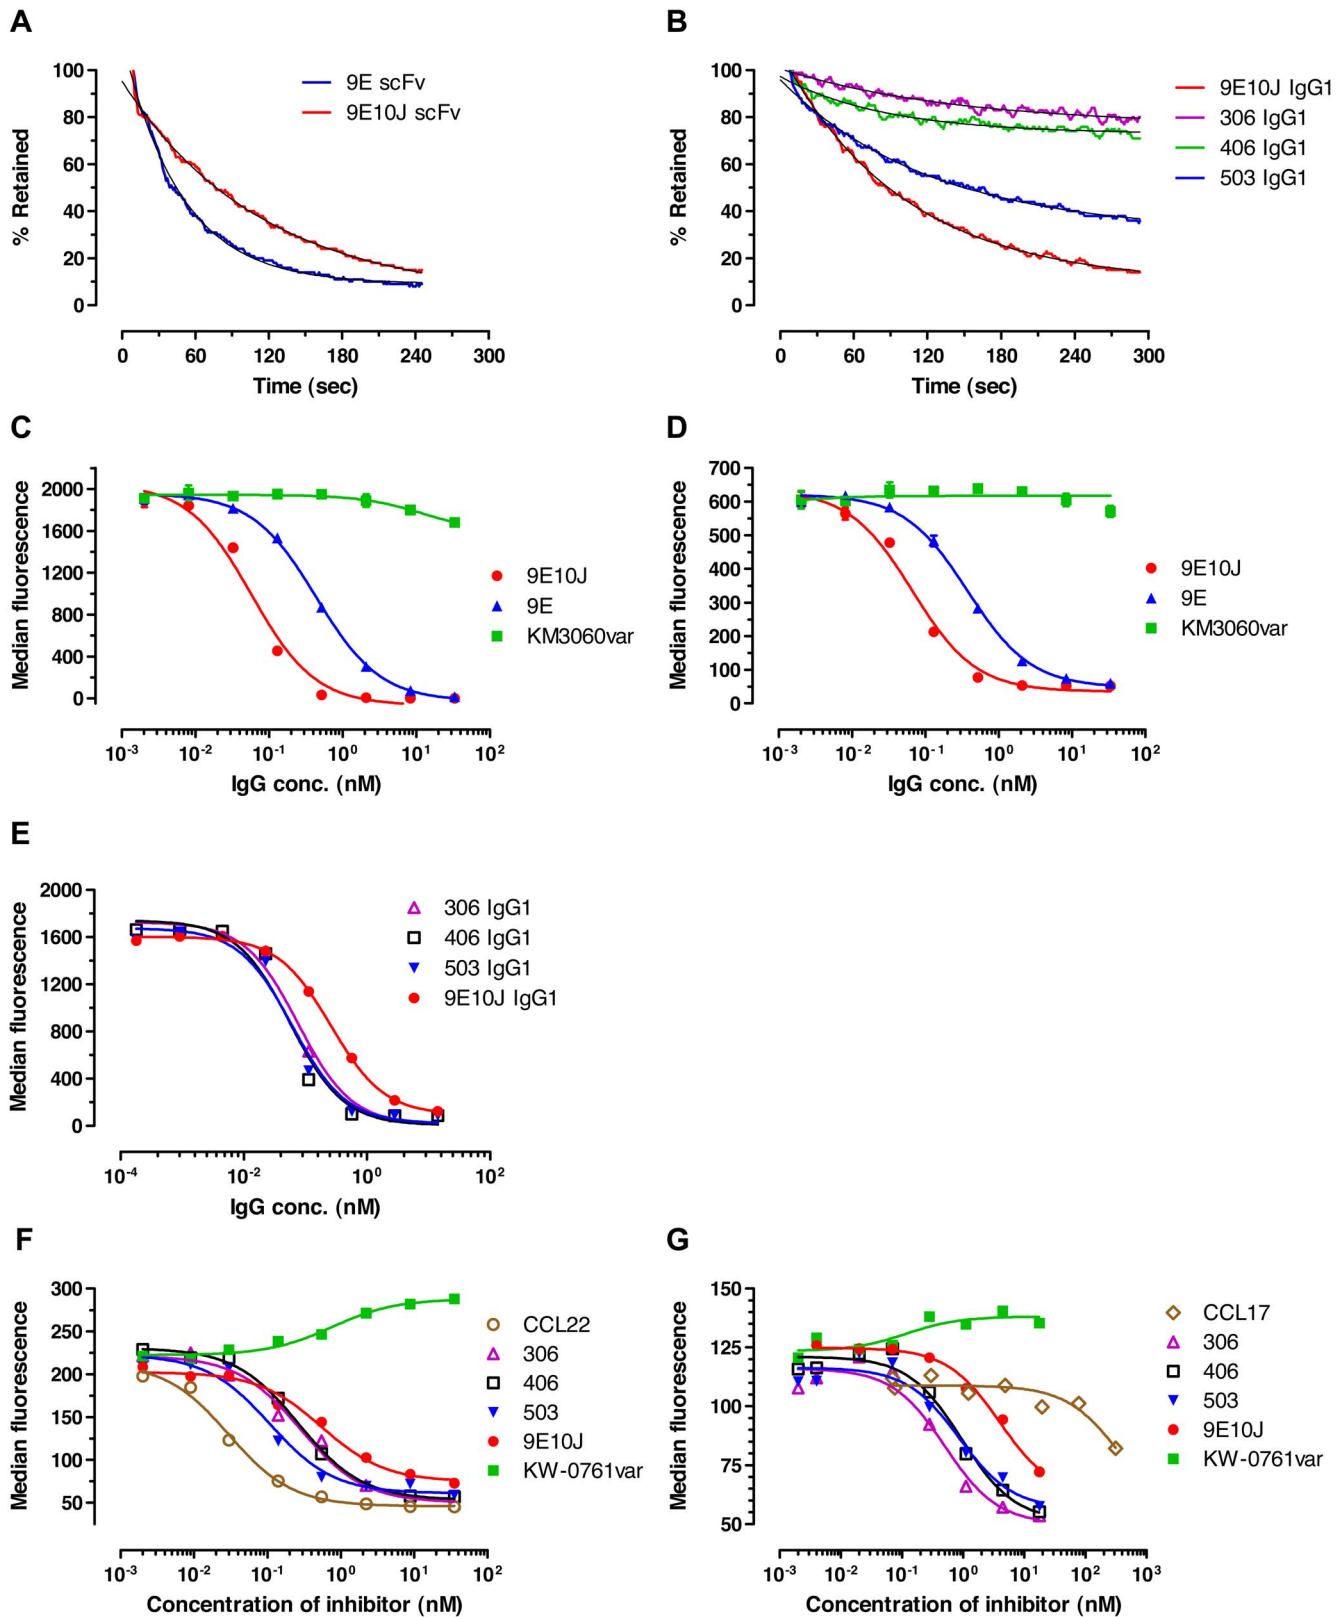 A
100
80
60
40
20
0
% Retained
9E scFv
9E10J scFv
0 60 120 180 240 300
Time (sec)
B
100
80
60
40
20
0
% Retained
9E10J IgG1
306 IgG1
406 IgG1
503 IgG1
0 60 120 180 240 300
Time (sec)
C
2000
1600
1200
800
400
0
Median fluorescence
9E10J
9E
KM3060var
10⁻³ 10⁻² 10⁻¹ 10⁰ 10¹ 10²
IgG conc. (nM)
D
700
600
500
400
300
200
100
0
Median fluorescence
9E10J
9E
KM3060var
10⁻³ 10⁻² 10⁻¹ 10⁰ 10¹ 10²
IgG conc. (nM)
E
2000
1600
1200
800
400
0
Median fluorescence
306 IgG1
406 IgG1
503 IgG1
9E10J IgG1
10⁻⁴ 10⁻² 10⁰ 10²
IgG conc. (nM)
F
300
250
200
150
100
50
Median fluorescence
CCL22
306
406
503
9E10J
KW-0761var
10⁻³ 10⁻² 10⁻¹ 10⁰ 10¹ 10²
Concentration of inhibitor (nM)
G
150
125
100
75
50
Median fluorescence
CCL17
306
406
503
9E10J
KW-0761var
10⁻³ 10⁻² 10⁻¹ 10⁰ 10¹ 10² 10³
Concentration of inhibitor (nM)